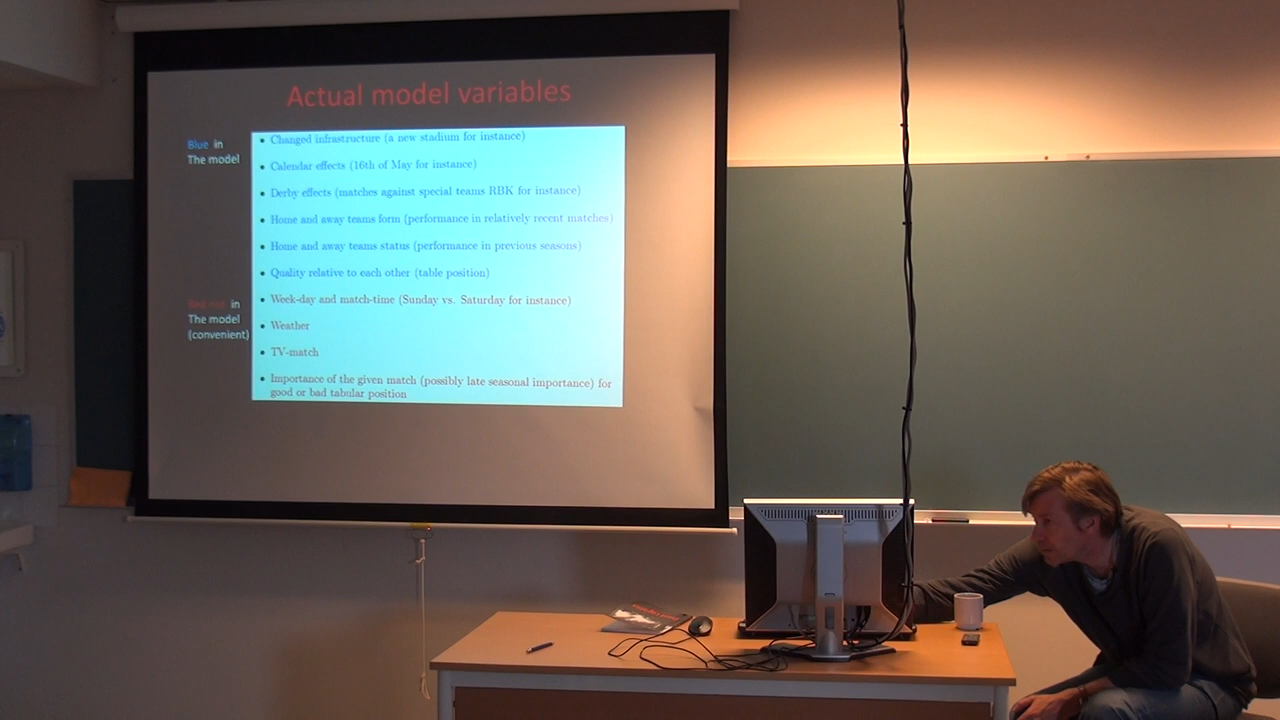 Actual model variables
Blue in
The model
• Changed infrastructure (a new stadium for instance)
• Calendar effects (16th of May for instance)
• Derby effects (matches against special teams RBK for instance)
• Home and away teams form (performance in relatively recent matches)
• Home and away teams status (performance in previous seasons)
• Quality relative to each other (table position)
Red not in
The model
(convenient)
• Week-day and match-time (Sunday vs. Saturday for instance)
• Weather
• TV-match
• Importance of the given match (possibly late seasonal importance) for
good or bad tabular position